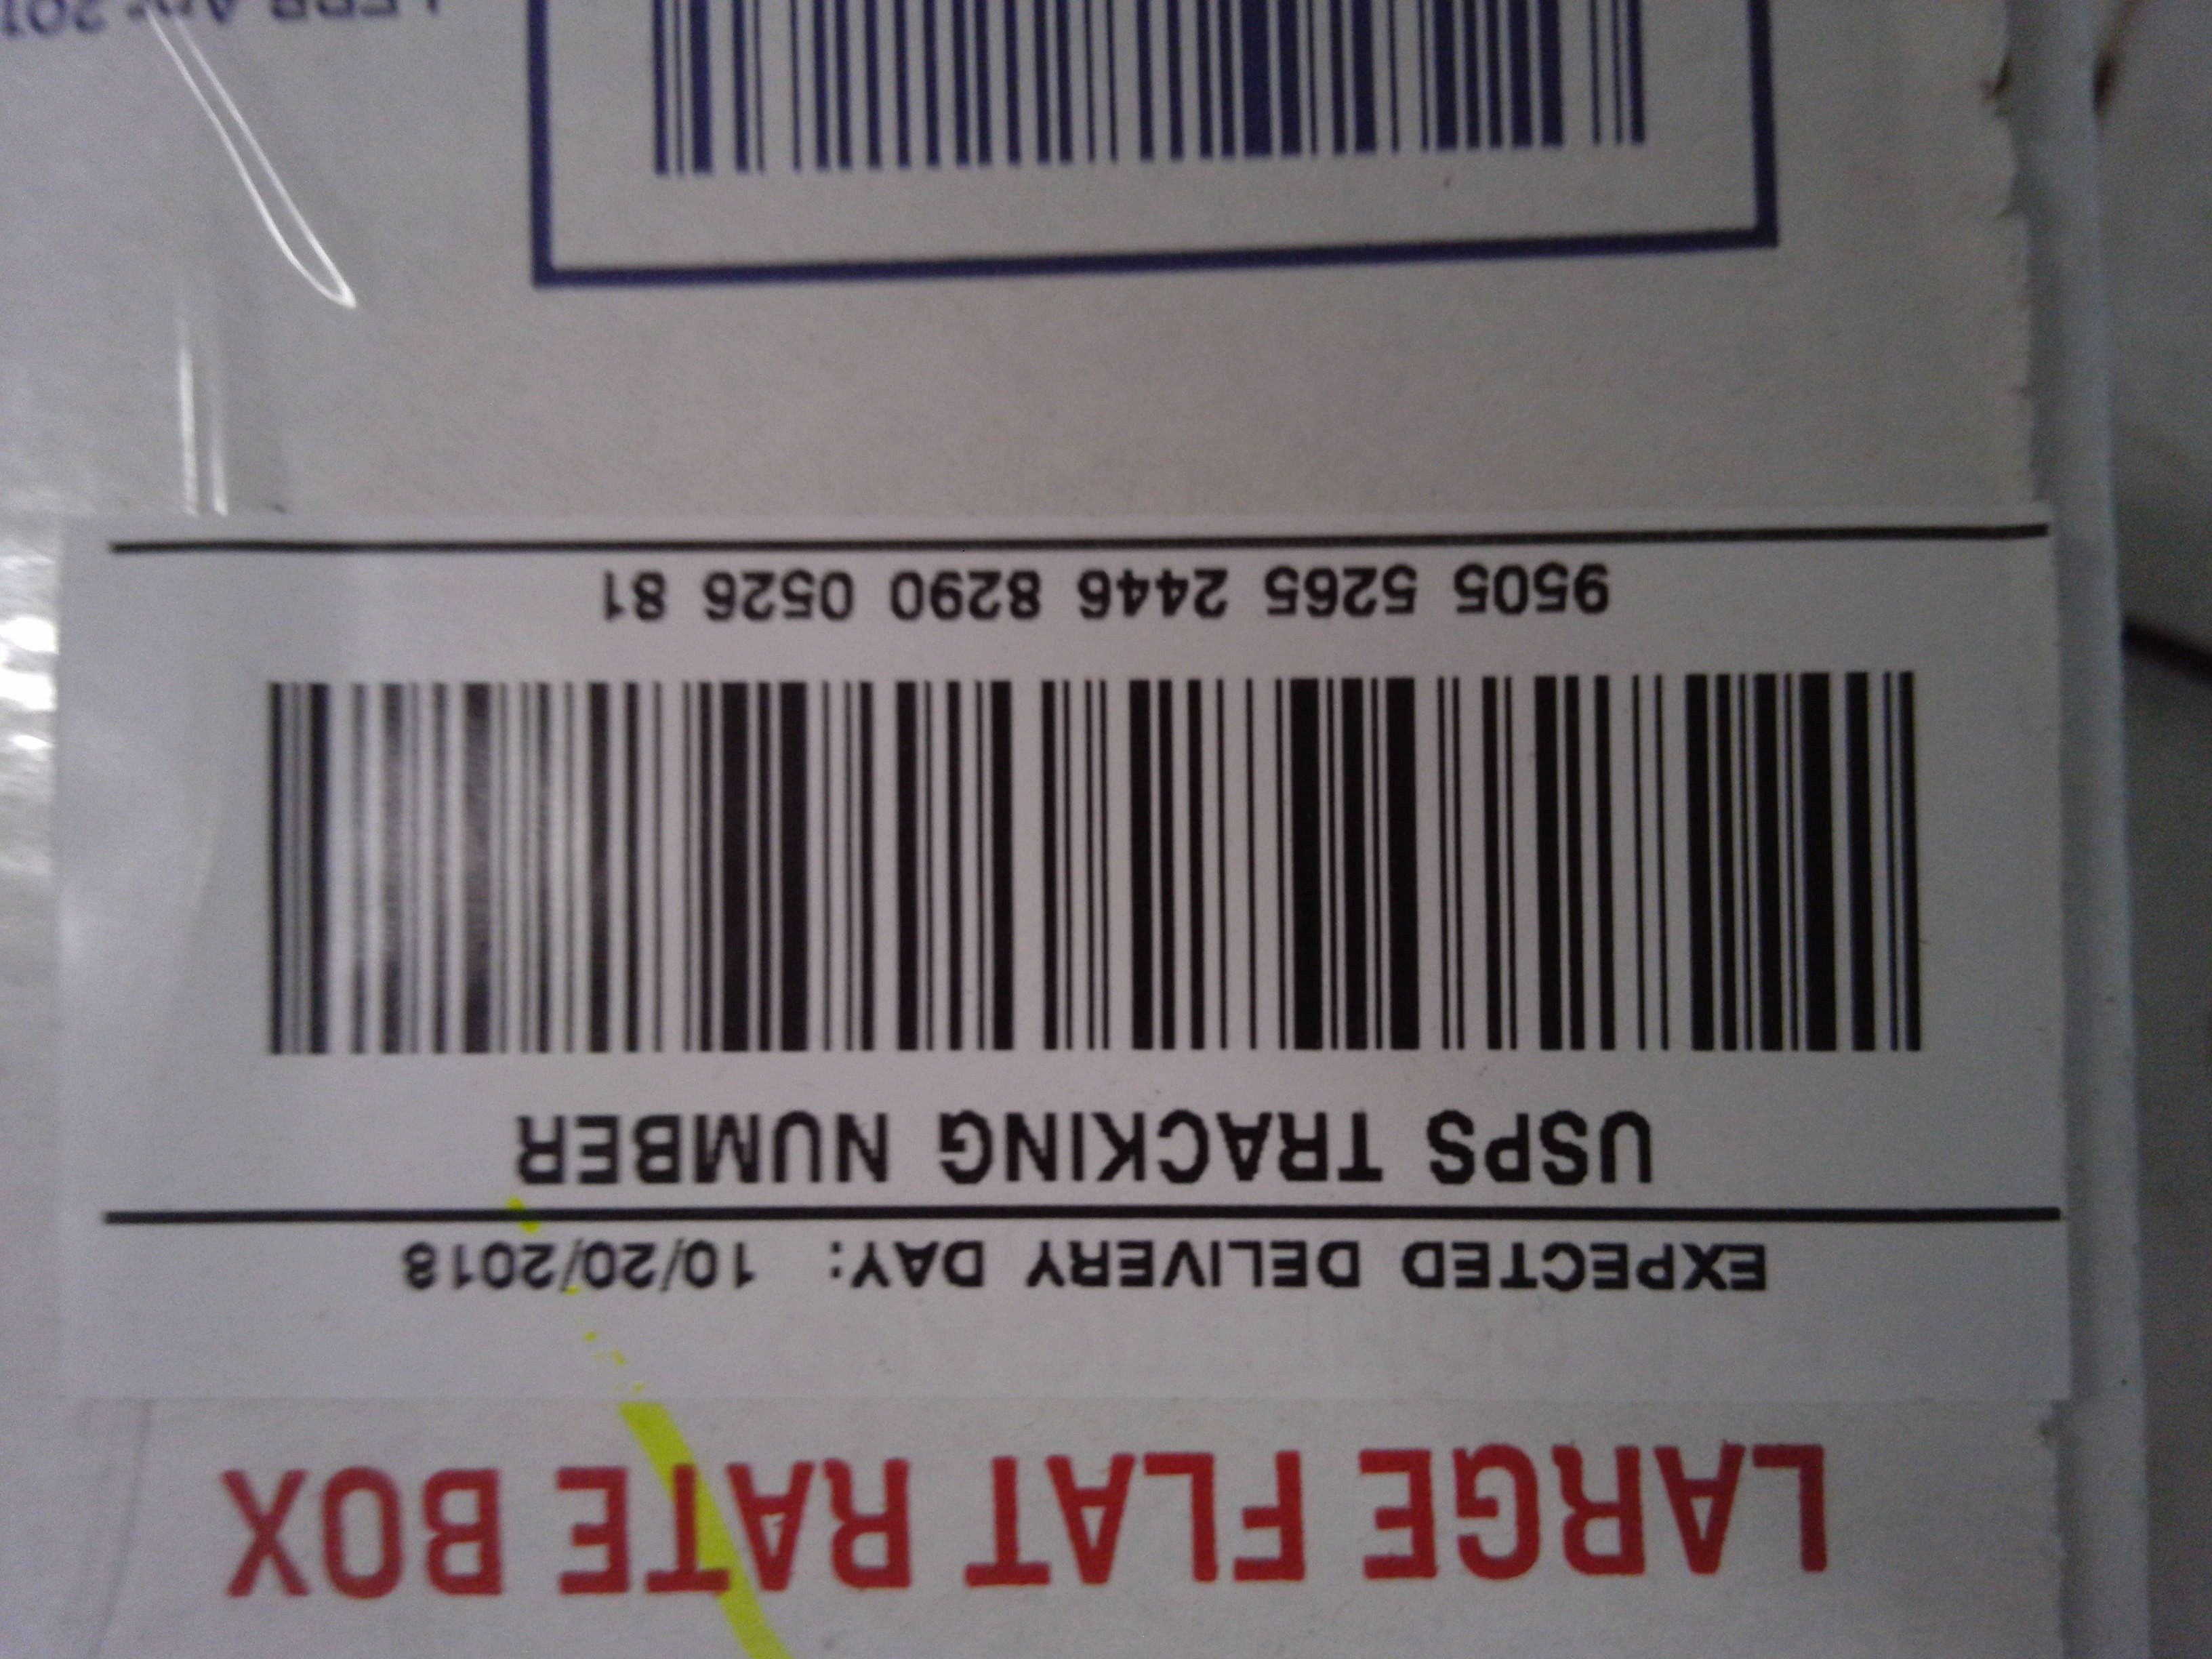 LARGE FLAT RATE BOX
EXPECTED DELIVERY DAY: 10/20/2018
USPS TRACKING NUMBER
9505 5265 2446 8290 0526 81